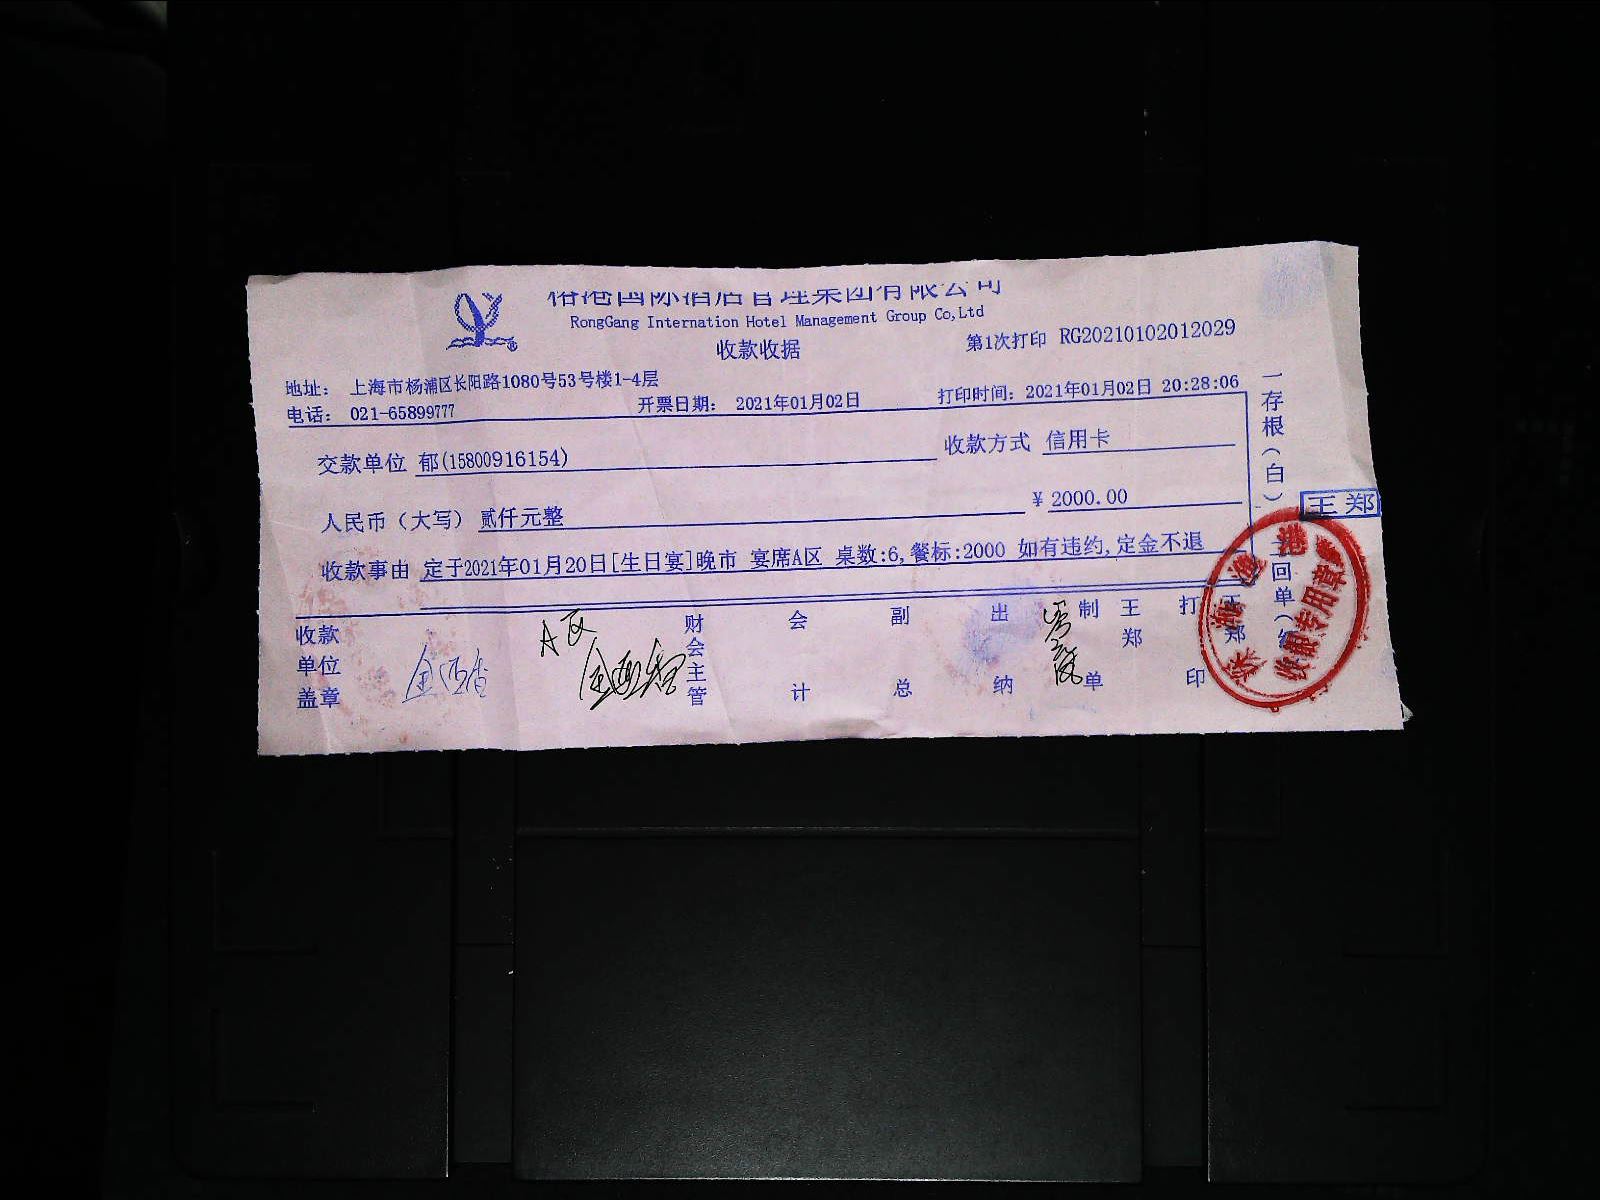 港国际酒店管理集团有限公司
RongGang Internation Hotel Management Group Co,Ltd
收款收据
第1次打印 RG20210102012029
地址： 上海市杨浦区长阳路1080号53号楼1-4层
电话： 021-65899777
开票日期： 2021年01月02日
打印时间：2021年01月02日 20:28:06
交款单位 郁(15800916154)
收款方式 信用卡
人民币（大写） 贰仟元整
¥ 2000.00
收款事由 定于2021年01月20日[生日宴]晚市 宴席A区 桌数:6,餐标:2000 如有违约,定金不退
收款单位盖章
A区
财会主管
会计
副总
出纳
制单
王郑
打印
王郑
一存根（白）
二回单（红
王郑
收银专用章